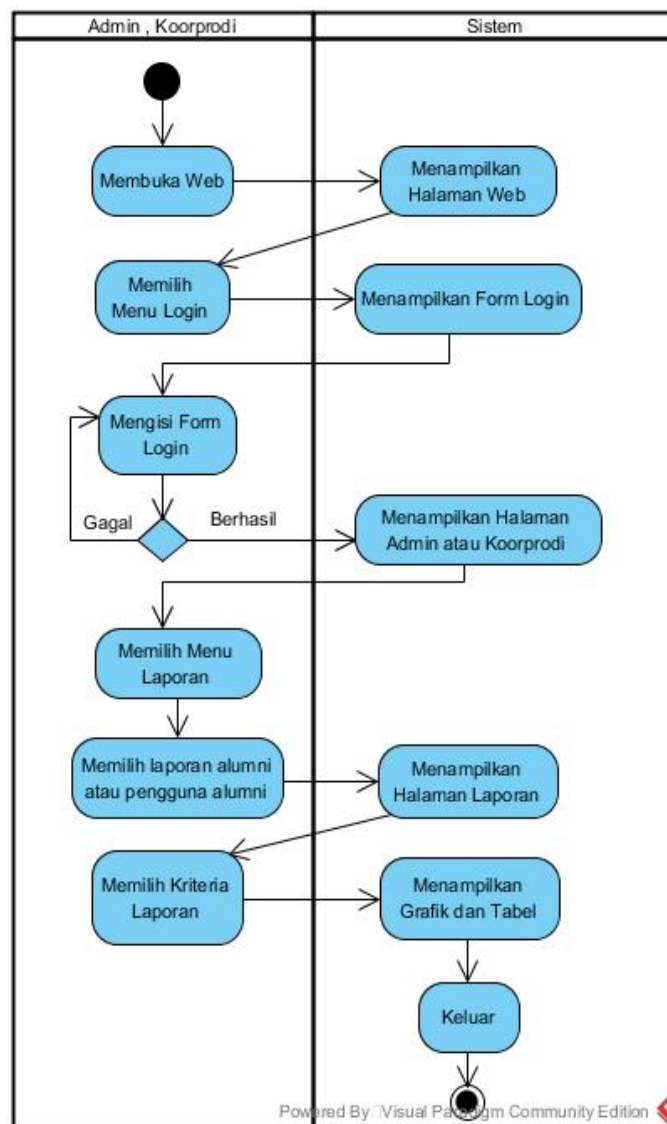 Admin , Koorprodi
Sistem
Membuka Web
Menampilkan
Halaman Web
Memilih
Menu Login
Menampilkan Form Login
Mengisi Form
Login
Gagal
Berhasil
Menampilkan Halaman
Admin atau Koorprodi
Memilih Menu
Laporan
Memilih laporan alumni
atau pengguna alumni
Menampilkan
Halaman Laporan
Memilih Kriteria
Laporan
Menampilkan
Grafik dan Tabel
Keluar
Powered By Visual Paradigm Community Edition